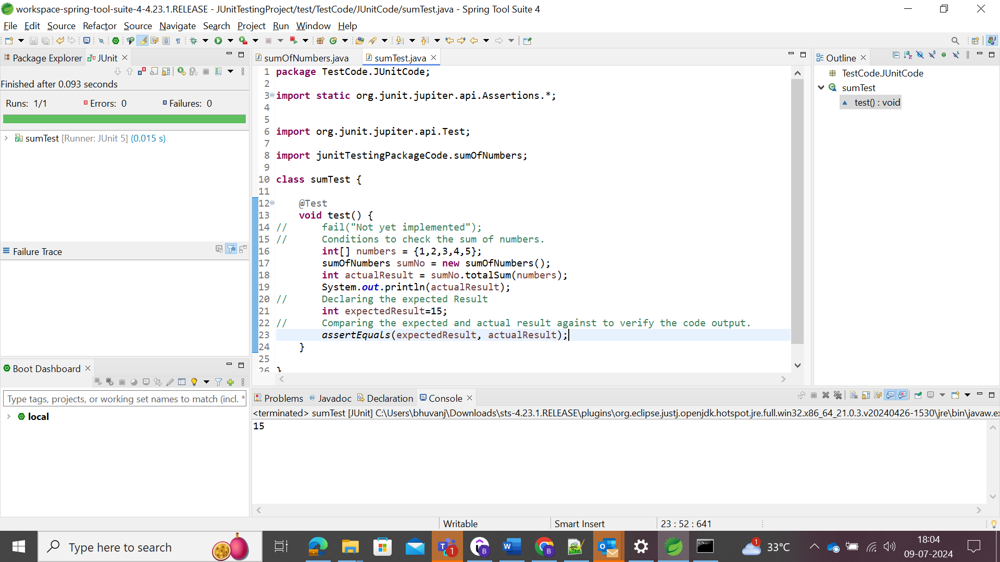 workspace-spring-tool-suite-4-4.23.1.RELEASE - JUnitTestingProject/test/TestCode/JUnitCode/sumTest.java - Spring Tool Suite 4
File Edit Source Refactor Source Navigate Search Project Run Window Help
Package Explorer JUnit
Finished after 0.093 seconds
Runs: 1/1 Errors: 0 Failures: 0
sumTest [Runner: JUnit 5] (0.015 s)
Failure Trace
Boot Dashboard
Type tags, projects, or working set names to match (incl. *
local
sumOfNumbers.java sumTest.java
1 package TestCode.JUnitCode;
2
3 import static org.junit.jupiter.api.Assertions.*;
4
5
6 import org.junit.jupiter.api.Test;
7
8 import junitTestingPackageCode.sumOfNumbers;
9
10 class sumTest {
11
12 @Test
13 void test() {
14 // fail("Not yet implemented");
15 // Conditions to check the sum of numbers.
16 int[] numbers = {1,2,3,4,5};
17 sumOfNumbers sumNo = new sumOfNumbers();
18 int actualResult = sumNo.totalSum(numbers);
19 System.out.println(actualResult);
20 // Declaring the expected Result
21 int expectedResult=15;
22 // Comparing the expected and actual result against to verify the code output.
23 assertEquals(expectedResult, actualResult);
24 }
25
26 }
Outline
TestCode.JUnitCode
sumTest
test() : void
Problems Javadoc Declaration Console
<terminated> sumTest [JUnit] C:\Users\bhuvanj\Downloads\sts-4.23.1.RELEASE\plugins\org.eclipse.justj.openjdk.hotspot.jre.full.win32.x86_64_21.0.3.v20240426-1530\jre\bin\javaw.ex
15
Writable Smart Insert 23 : 52 : 641
Type here to search
1
B
W
B
1
33°C
18:04
09-07-2024